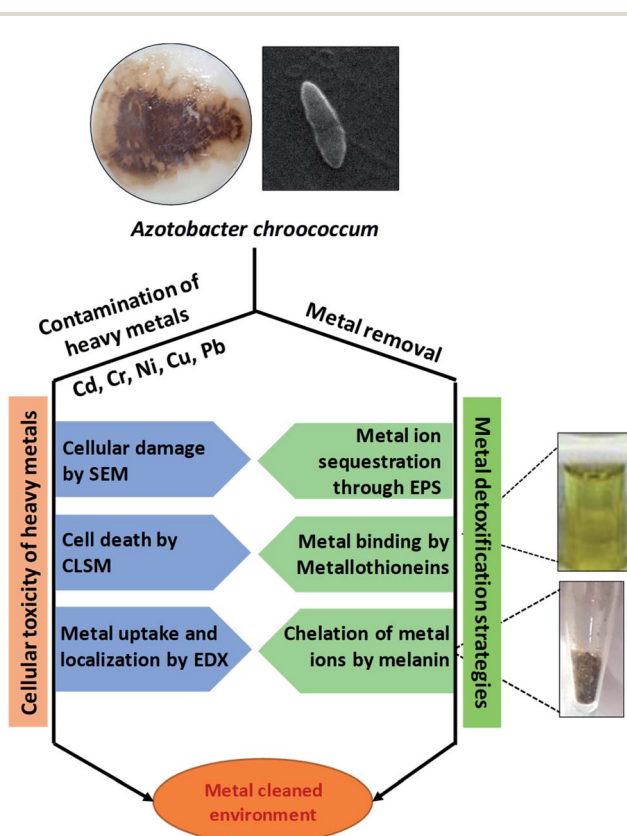 Azotobacter chroococcum
Contamination of
heavy metals
Cd, Cr, Ni, Cu, Pb
Metal removal
Cellular toxicity of heavy metals
Cellular damage
by SEM
Cell death by
CLSM
Metal uptake and
localization by EDX
Metal ion
sequestration
through EPS
Metal binding by
Metallothioneins
Chelation of metal
ions by melanin
Metal detoxification strategies
Metal cleaned
environment